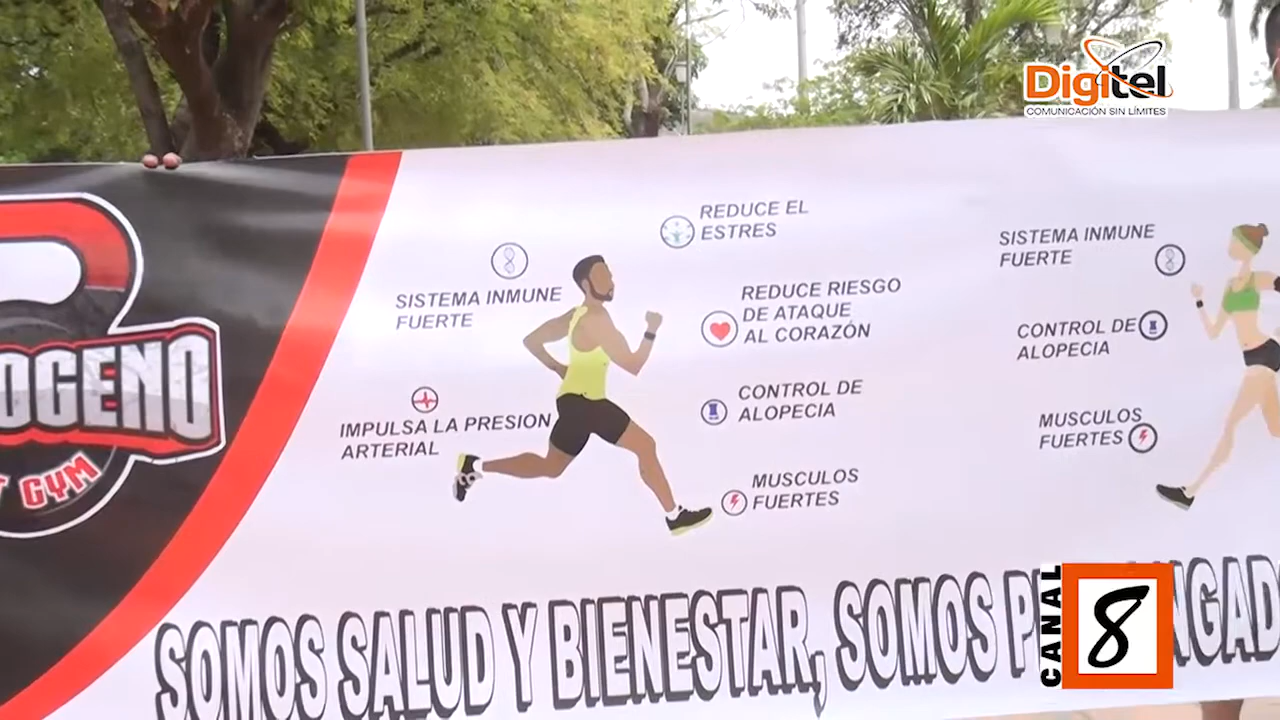 Digitel
COMUNICACIÓN SIN LÍMITES
OGENO
GYM
REDUCE EL
ESTRES
SISTEMA INMUNE
FUERTE
REDUCE RIESGO
DE ATAQUE
AL CORAZÓN
IMPULSA LA PRESION
ARTERIAL
CONTROL DE
ALOPECIA
MUSCULOS
FUERTES
SISTEMA INMUNE
FUERTE
CONTROL DE
ALOPECIA
MUSCULOS
FUERTES
SOMOS SALUD Y BIENESTAR, SOMOS
CANAL
8